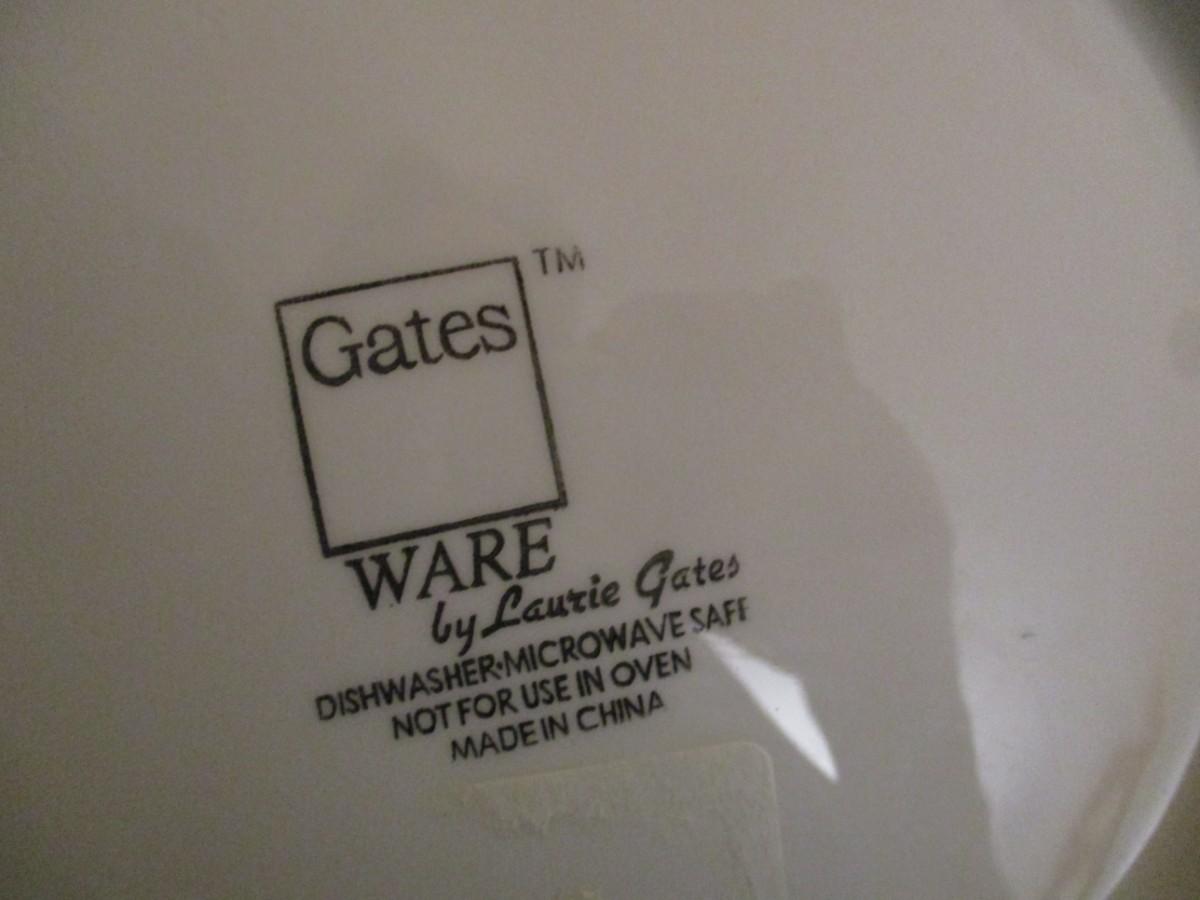 TM
Gates
WARE
by Laurie Gates
DISHWASHER·MICROWAVE SAFE
NOT FOR USE IN OVEN
MADE IN CHINA